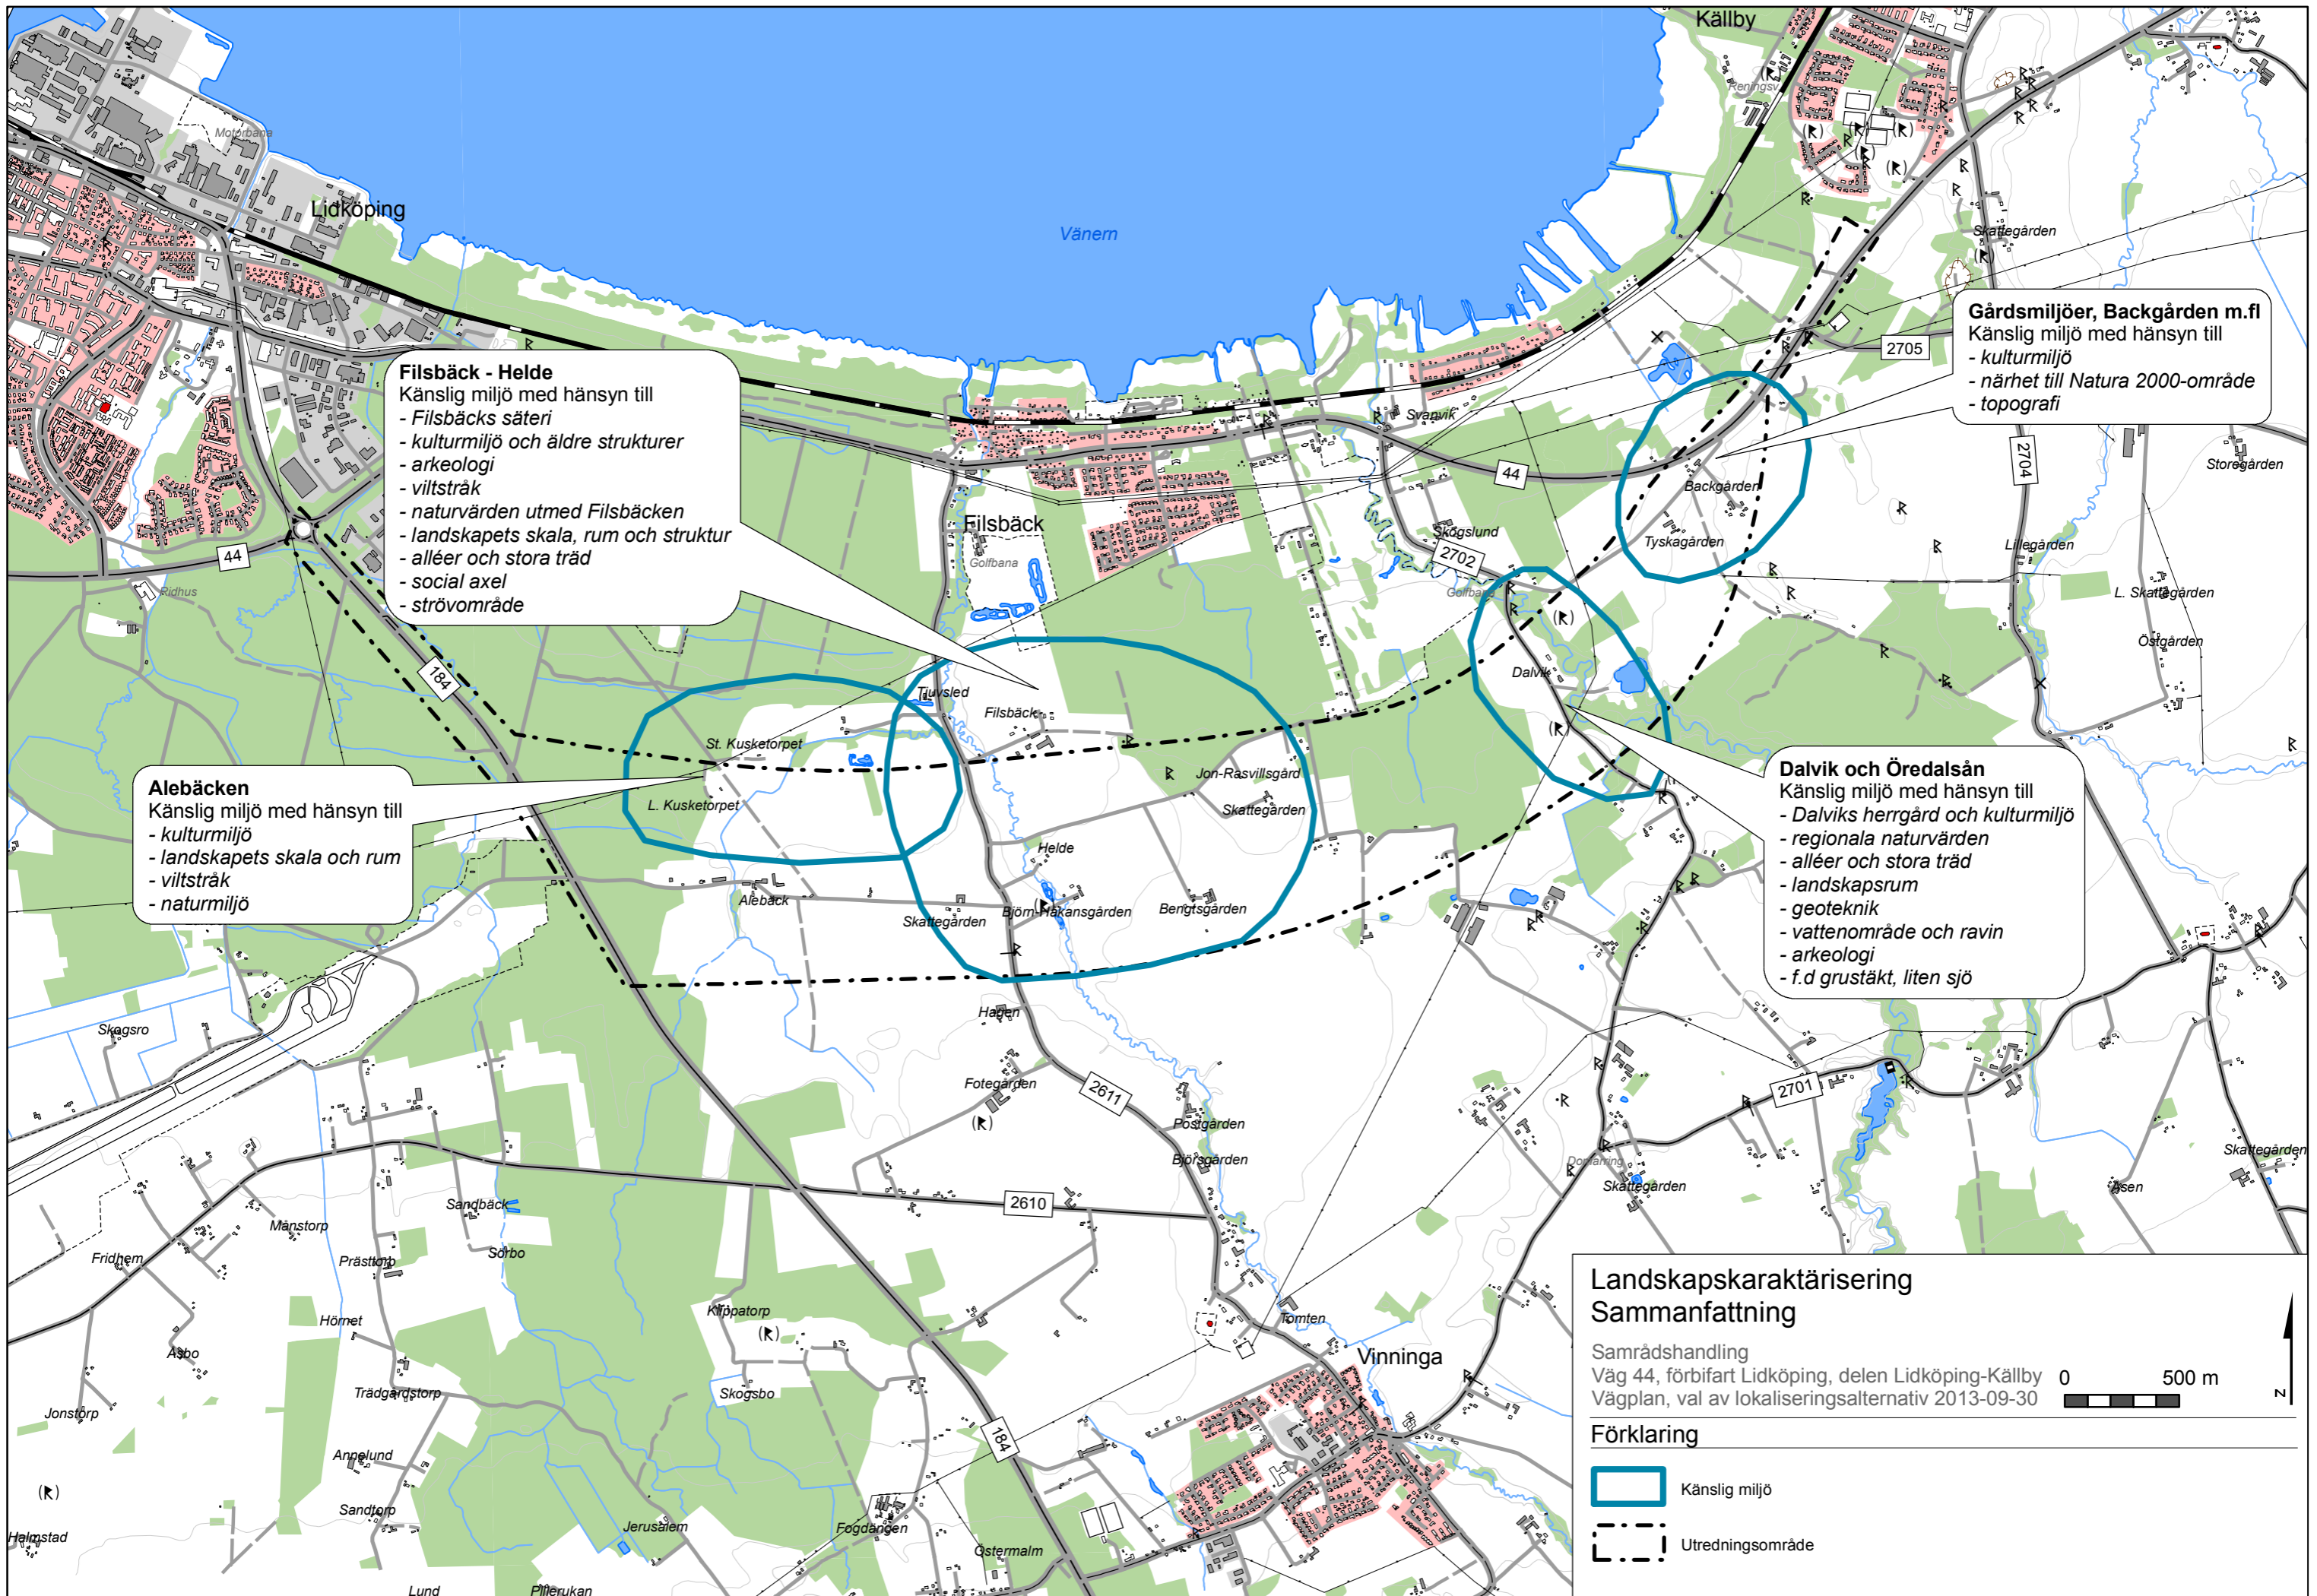 Källby
Reningsv.
Motorbana
Lidköping
Vänern
Skattegården
Gårdsmiljöer, Backgården m.fl
Känslig miljö med hänsyn till
- kulturmiljö
- närhet till Natura 2000-område
- topografi
2705
Filsbäck - Helde
Känslig miljö med hänsyn till
- Filsbäcks säteri
- kulturmiljö och äldre strukturer
- arkeologi
- viltstråk
- naturvärden utmed Filsbäcken
- landskapets skala, rum och struktur
- alléer och stora träd
- social axel
- strövområde
Svanvik
44
2704
Storegården
Backgården
Filsbäck
Skogslund
Tyskagården
44
2702
Lillegården
Golfbana
Ridhus
Golfbana
L. Skattegården
Östgården
184
Dalvik
Tjuvsled
Filsbäck
St. Kusketorpet
Jon-Rasvillsgård
L. Kusketorpet
Skattegården
Alebäcken
Känslig miljö med hänsyn till
- kulturmiljö
- landskapets skala och rum
- viltstråk
- naturmiljö
Dalvik och Öredalsån
Känslig miljö med hänsyn till
- Dalviks herrgård och kulturmiljö
- regionala naturvärden
- alléer och stora träd
- landskapsrum
- geoteknik
- vattenområde och ravin
- arkeologi
- f.d grustäkt, liten sjö
Helde
Alebäck
Skattegården
Björn-Håkansgården
Bengtsgården
Skogsro
Hagen
Fotegården
2611
2701
Postgården
Björsgården
Domarring
Skattegården
Skattegården
Åsen
Sandbäck
2610
Månstorp
Fridhem
Prästtorp
Sörbo
Hörnet
Klippatorp
Tomten
Åsbo
Vinninga
Trädgårdstorp
Skogsbo
Jonstorp
184
Annelund
Sandtorp
Jerusalem
Fogdängen
Halmstad
Östermalm
Lund
Pillerukan
Landskapskaraktärisering
Sammanfattning
Samrådshandling
Väg 44, förbifart Lidköping, delen Lidköping-Källby
Vägplan, val av lokaliseringsalternativ 2013-09-30
0 500 m
N
Förklaring
Känslig miljö
Utredningsområde